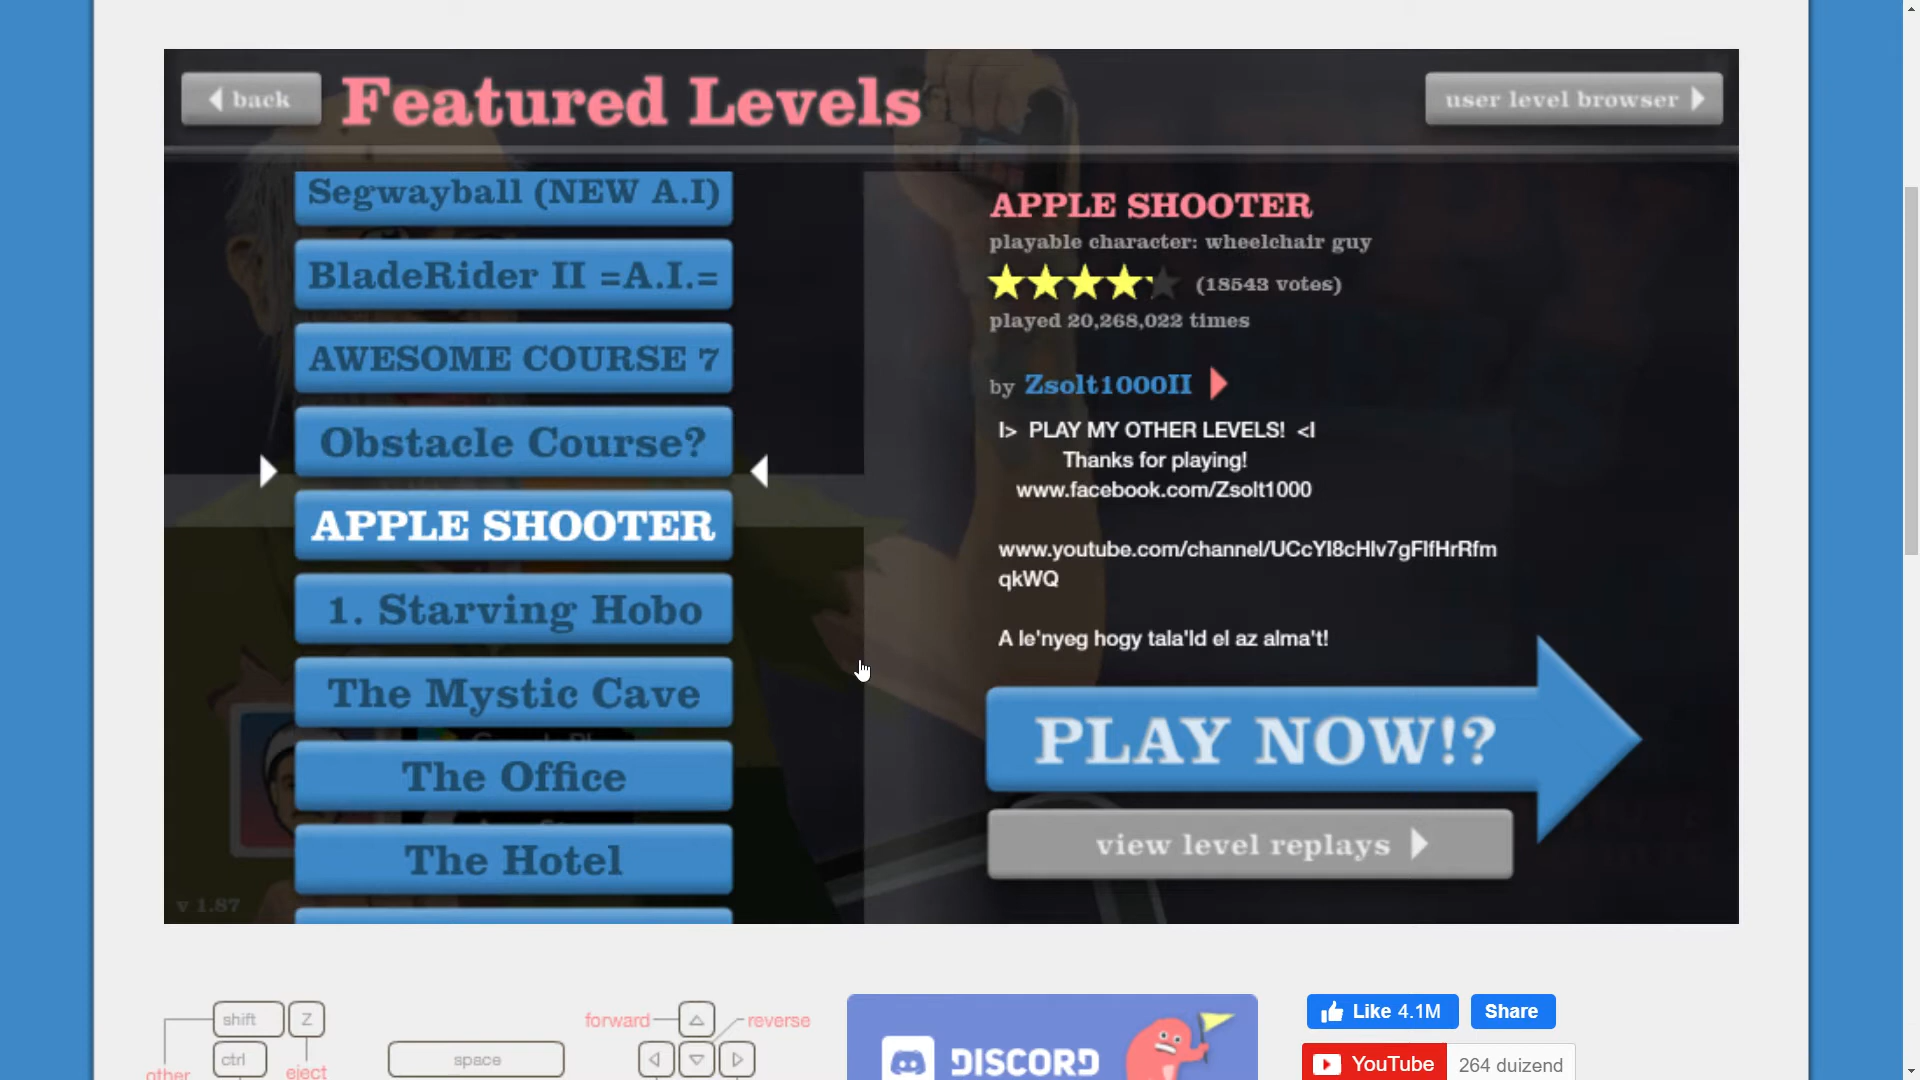 back
Featured Levels
user level browser
Segwayball (NEW A.I)
BladeRider II =A.I.=
AWESOME COURSE 7
Obstacle Course?
APPLE SHOOTER
1. Starving Hobo
The Mystic Cave
The Office
The Hotel
v 1.87
APPLE SHOOTER
playable character: wheelchair guy
(18543 votes)
played 20,268,022 times
by Zsolt1000II
I> PLAY MY OTHER LEVELS! <I
Thanks for playing!
www.facebook.com/Zsolt1000
www.youtube.com/channel/UCcYI8cHIv7gFIfHrRfm
qkWQ
A le'nyeg hogy tala'ld el az alma't!
PLAY NOW!?
view level replays
shift
Z
ctrl
other
eject
space
forward
reverse
DISCORD
Like 4.1M
Share
YouTube
264 duizend